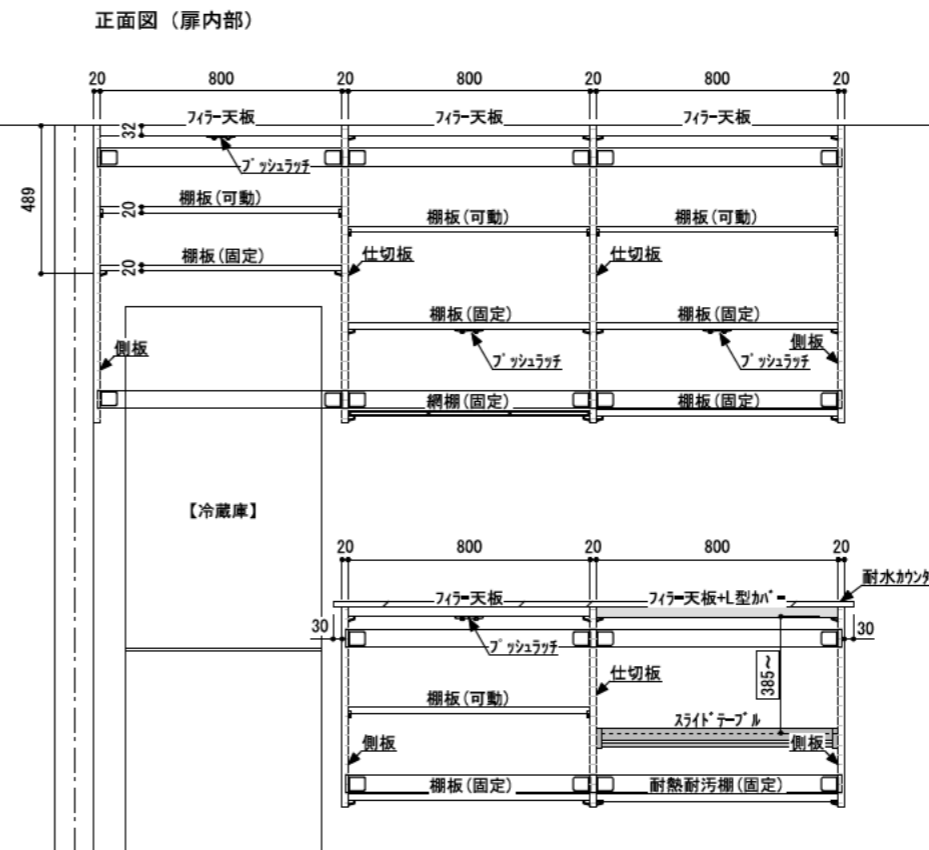 正面図（扉内部）
20 800 20 800 20 800 20
ﾌｨﾗｰ天板 ﾌｨﾗｰ天板 ﾌｨﾗｰ天板
32
ﾌﾟｯｼｭﾗｯﾁ
489
20 棚板(可動)
棚板(可動) 棚板(可動)
20 棚板(固定) 仕切板 仕切板
棚板(固定) 棚板(固定)
側板 ﾌﾟｯｼｭﾗｯﾁ ﾌﾟｯｼｭﾗｯﾁ 側板
網棚(固定) 棚板(固定)
【冷蔵庫】
20 800 20 800 20
耐水ｶｳﾝﾀ
ﾌｨﾗｰ天板 ﾌｨﾗｰ天板+L型ｶﾊﾞｰ
30 30
ﾌﾟｯｼｭﾗｯﾁ
仕切板 385~
棚板(可動)
ｽﾗｲﾄﾞﾃｰﾌﾞﾙ
側板 側板
棚板(固定) 耐熱耐汚棚(固定)